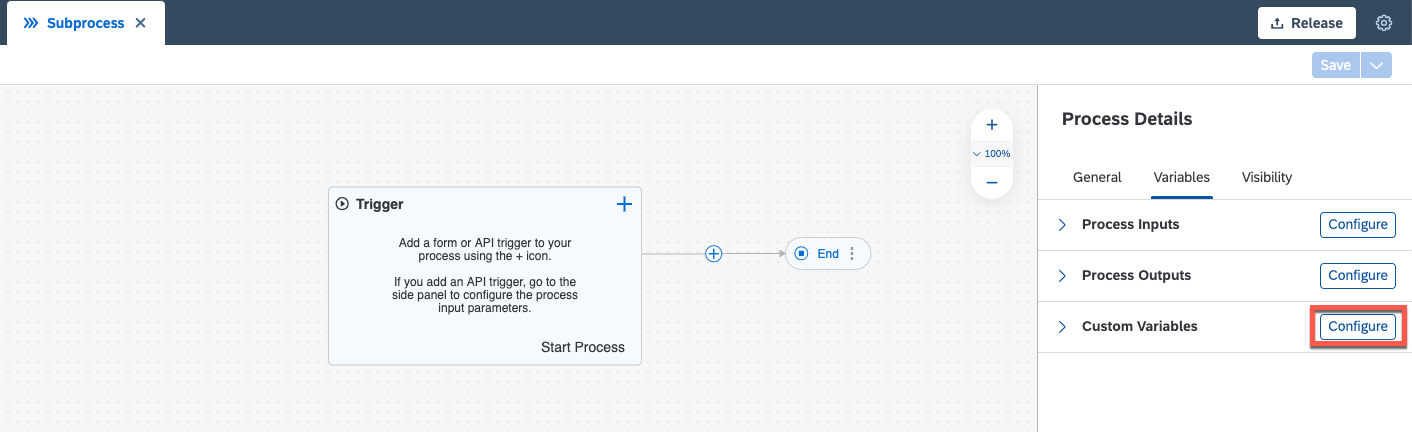 Subprocess
Release
Save
100%
Trigger
Add a form or API trigger to your
process using the + icon.
If you add an API trigger, go to the
side panel to configure the process
input parameters.
Start Process
End
Process Details
General Variables Visibility
Process Inputs Configure
Process Outputs Configure
Custom Variables Configure